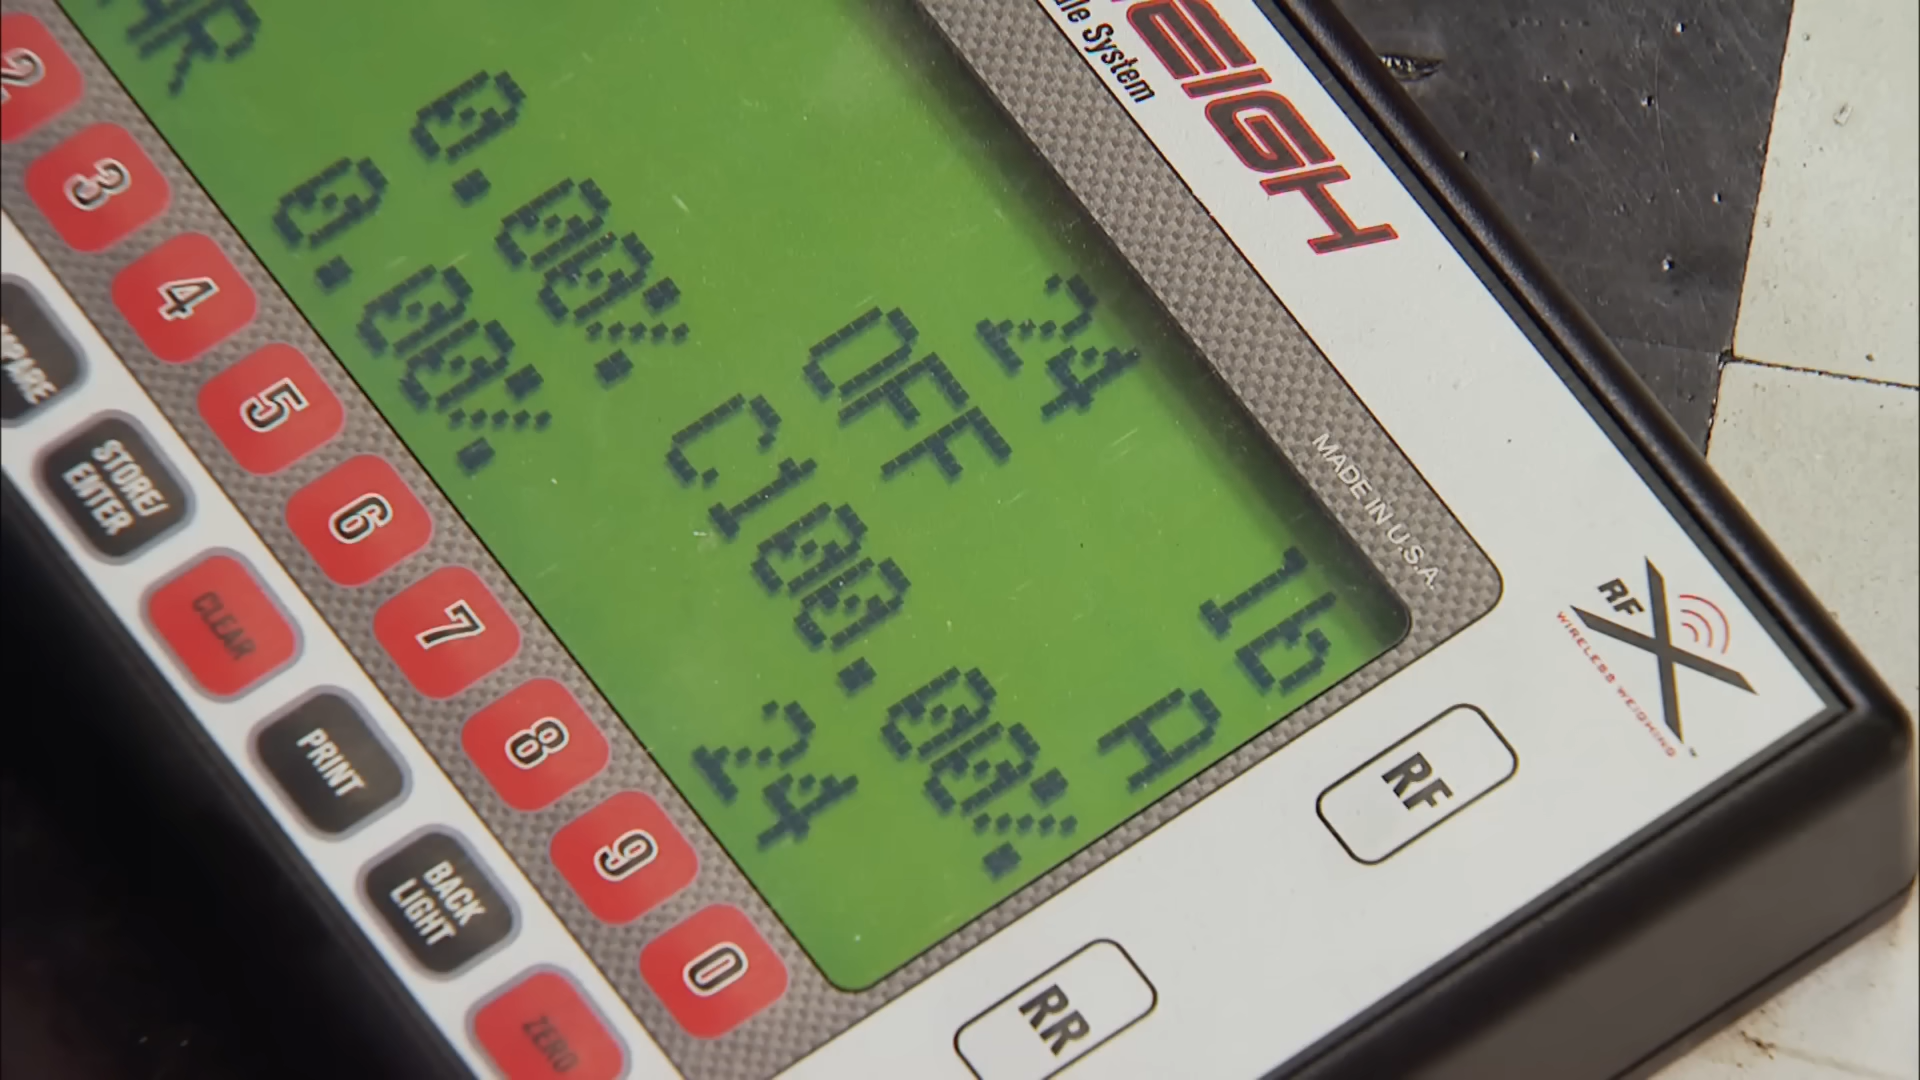 EIGH
System
24 lb
OFF A
0.00% C100.00%
0.00% 24
MADE IN U.S.A.
RF
WIRELESS WEIGHING
RF
RR
2
3
4
5
6
7
8
9
0
STORE/
ENTER
CLEAR
PRINT
BACK
LIGHT
ZERO